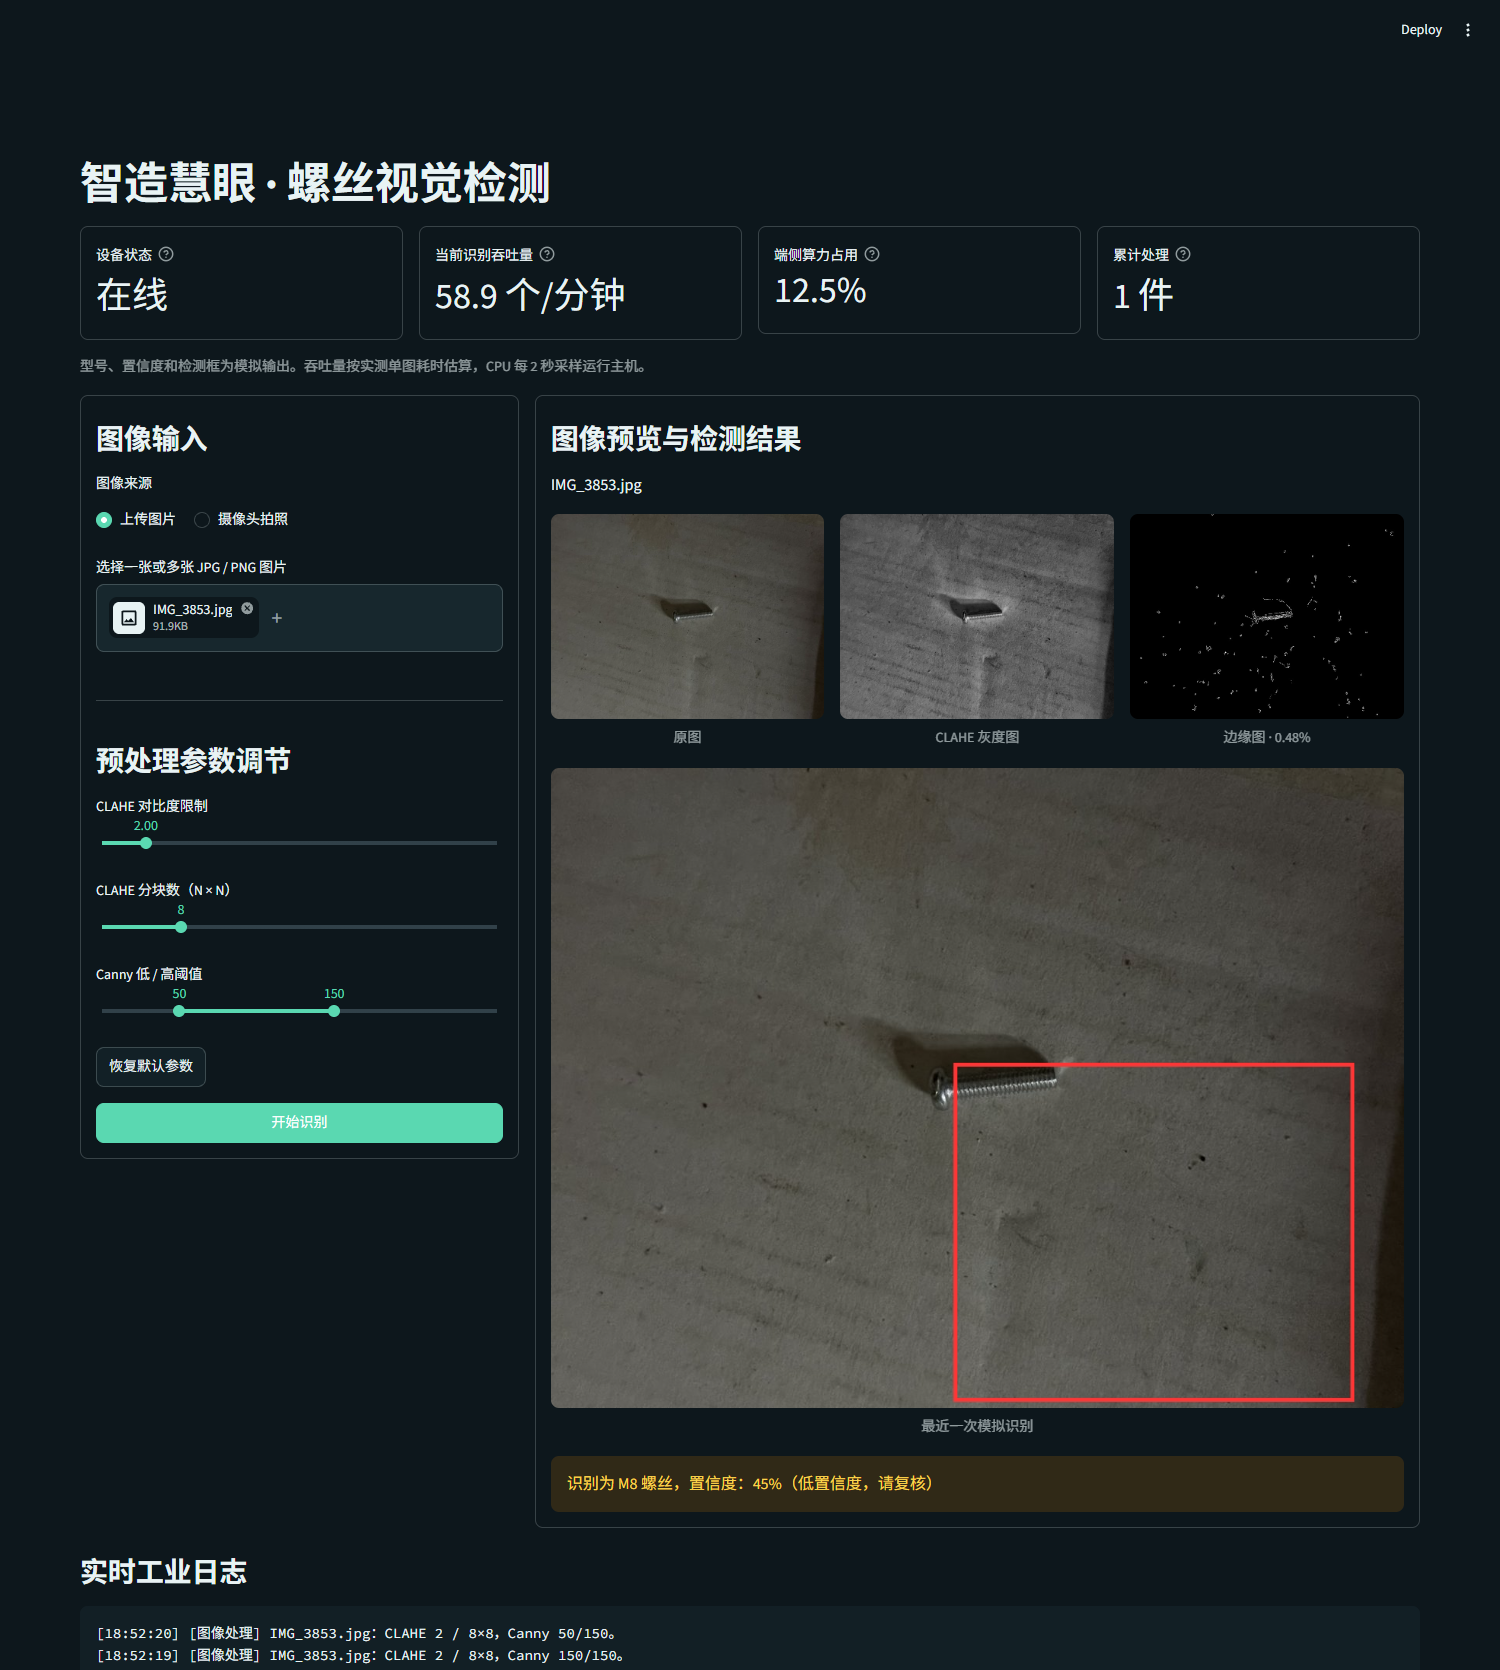 Deploy
智造慧眼 · 螺丝视觉检测
设备状态
在线
当前识别吞吐量
58.9 个/分钟
端侧算力占用
12.5%
累计处理
1 件
型号、置信度和检测框为模拟输出。吞吐量按实测单图耗时估算，CPU 每 2 秒采样运行主机。
图像输入
图像来源
上传图片
摄像头拍照
选择一张或多张 JPG / PNG 图片
IMG_3853.jpg
91.9KB
预处理参数调节
CLAHE 对比度限制
2.00
CLAHE 分块数（N × N）
8
Canny 低 / 高阈值
50 150
恢复默认参数
开始识别
图像预览与检测结果
IMG_3853.jpg
原图
CLAHE 灰度图
边缘图 · 0.48%
最近一次模拟识别
识别为 M8 螺丝，置信度：45%（低置信度，请复核）
实时工业日志
[18:52:20] [图像处理] IMG_3853.jpg：CLAHE 2 / 8×8，Canny 50/150。
[18:52:19] [图像处理] IMG_3853.jpg：CLAHE 2 / 8×8，Canny 150/150。